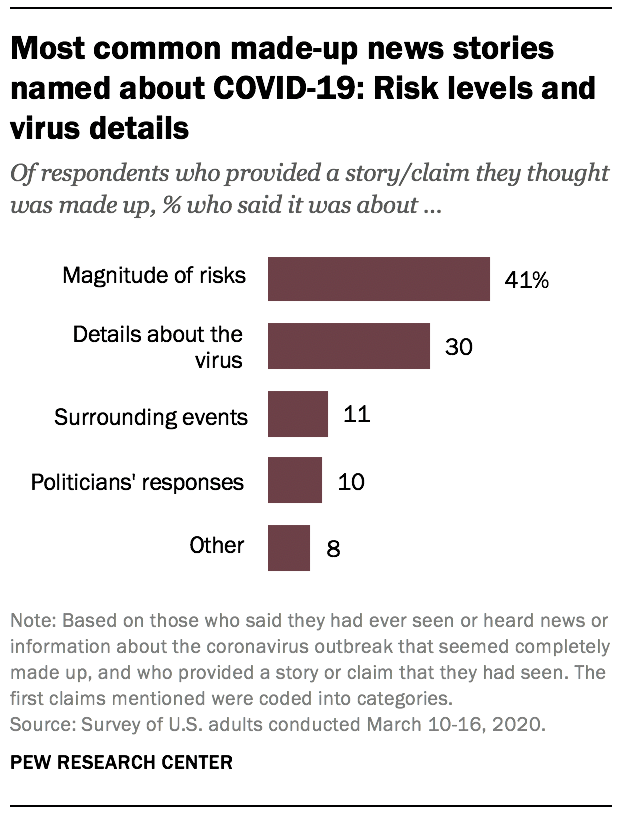 Most common made-up news stories
named about COVID-19: Risk levels and
virus details
Of respondents who provided a story/claim they thought
was made up, % who said it was about ...
Magnitude of risks 41%
Details about the
virus 30
Surrounding events 11
Politicians' responses 10
Other 8
Note: Based on those who said they had ever seen or heard news or
information about the coronavirus outbreak that seemed completely
made up, and who provided a story or claim that they had seen. The
first claims mentioned were coded into categories.
Source: Survey of U.S. adults conducted March 10-16, 2020.
PEW RESEARCH CENTER